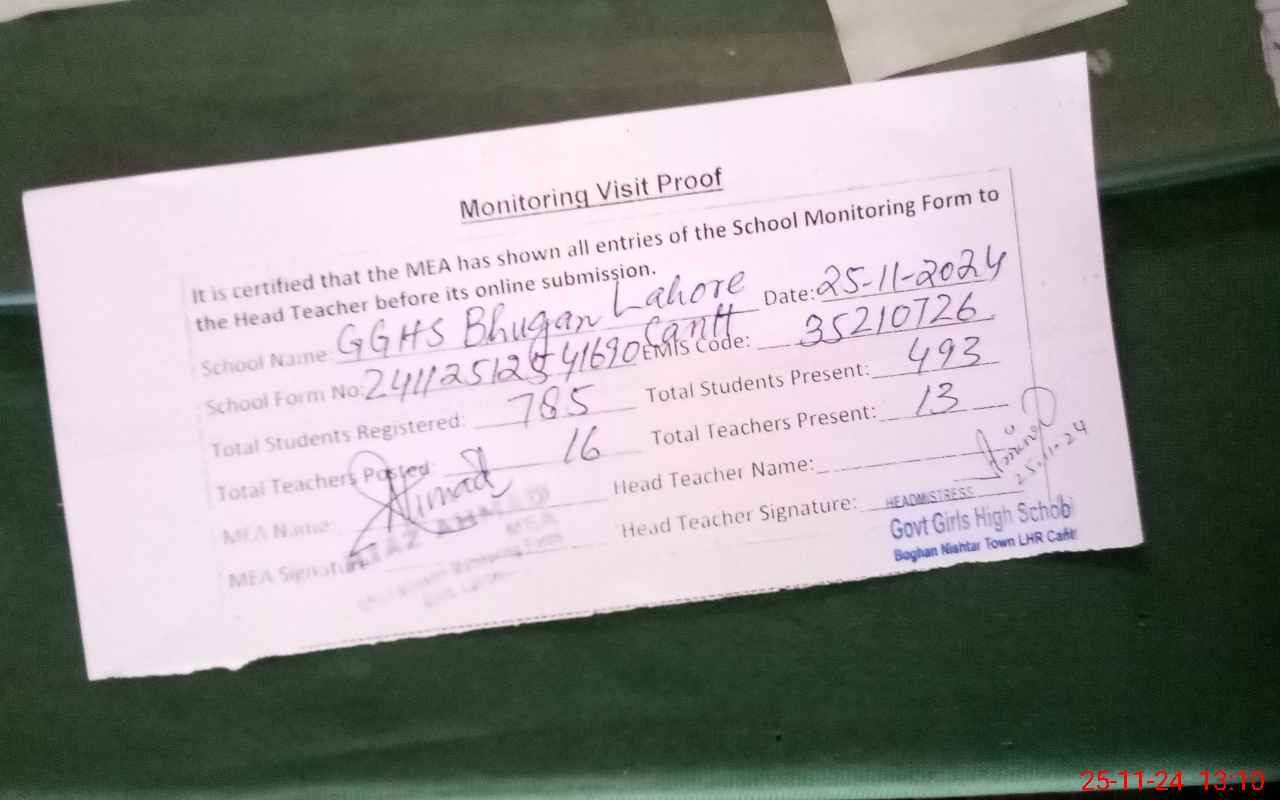 Monitoring Visit Proof
It is certified that the MEA has shown all entries of the School Monitoring Form to
the Head Teacher before its online submission.
School Name: GGHS Bhugan Lahore Cantt Date: 25-11-2024
School Form No: 24112512541690 EMIS Code: 35210726
Total Students Registered: 785 Total Students Present: 493
Total Teachers Posted: 16 Total Teachers Present: 13
MEA Name: Head Teacher Name:
MEA Signature Head Teacher Signature:
MEA
25-11-24
HEADMISTRESS
Govt Girls High School
Boghan Nishtar Town LHR Cantt
25-11-24 13:10